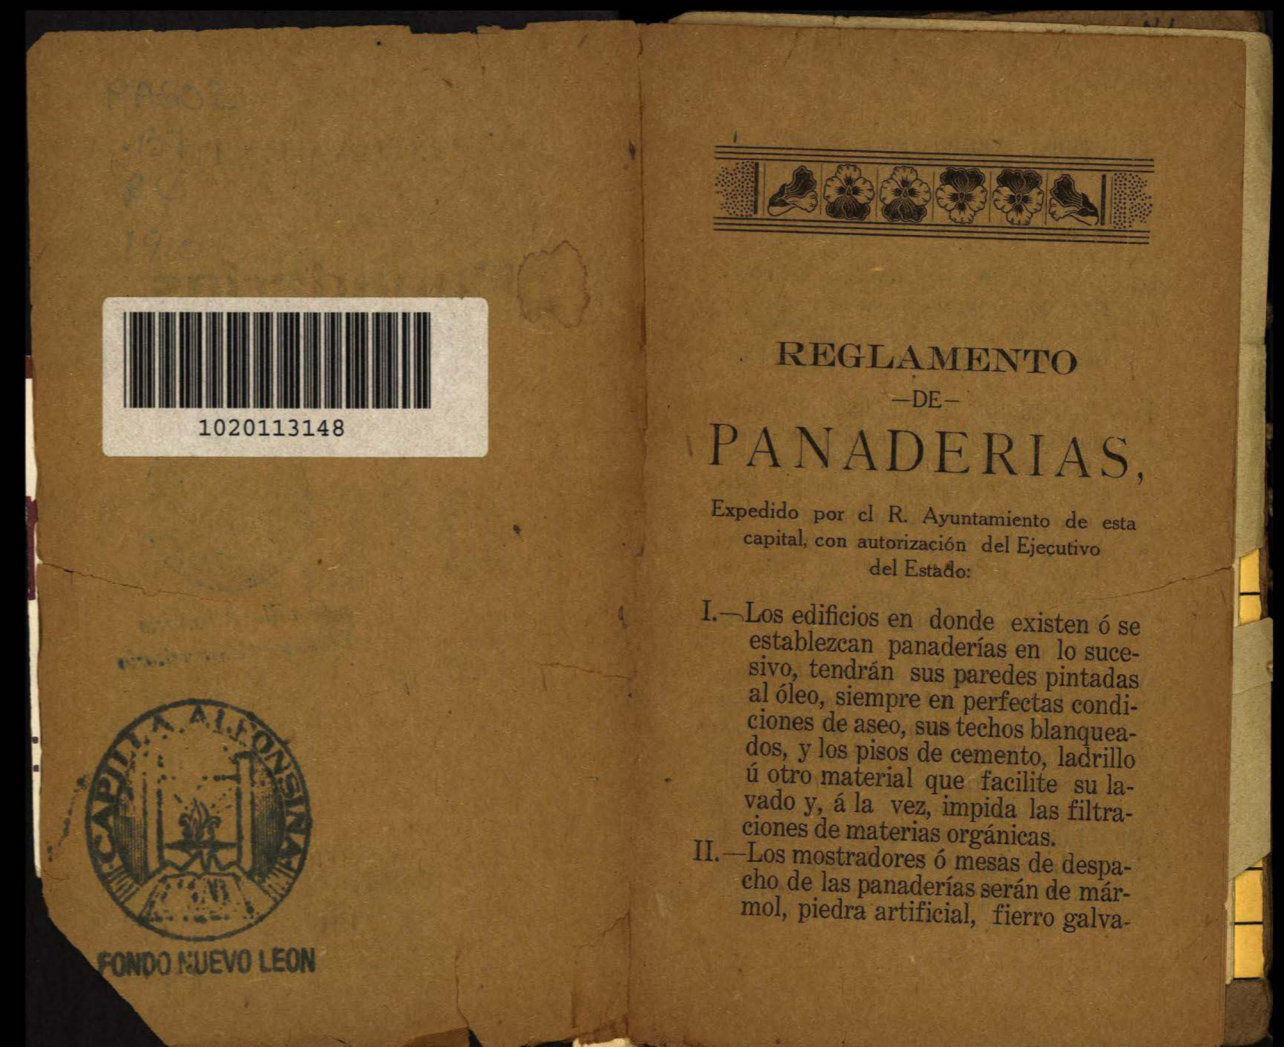 1020113148
CAPILLA ALFONSINA
FONDO NUEVO LEON
REGLAMENTO
—DE—
PANADERIAS,
Expedido por el R. Ayuntamiento de esta
capital, con autorización del Ejecutivo
del Estado:
I.—Los edificios en donde existen ó se
establezcan panaderías en lo suce-
sivo, tendrán sus paredes pintadas
al óleo, siempre en perfectas condi-
ciones de aseo, sus techos blanquea-
dos, y los pisos de cemento, ladrillo
ú otro material que facilite su la-
vado y, á la vez, impida las filtra-
ciones de materias orgánicas.
II.—Los mostradores ó mesas de despa-
cho de las panaderías serán de már-
mol, piedra artificial, fierro galva-